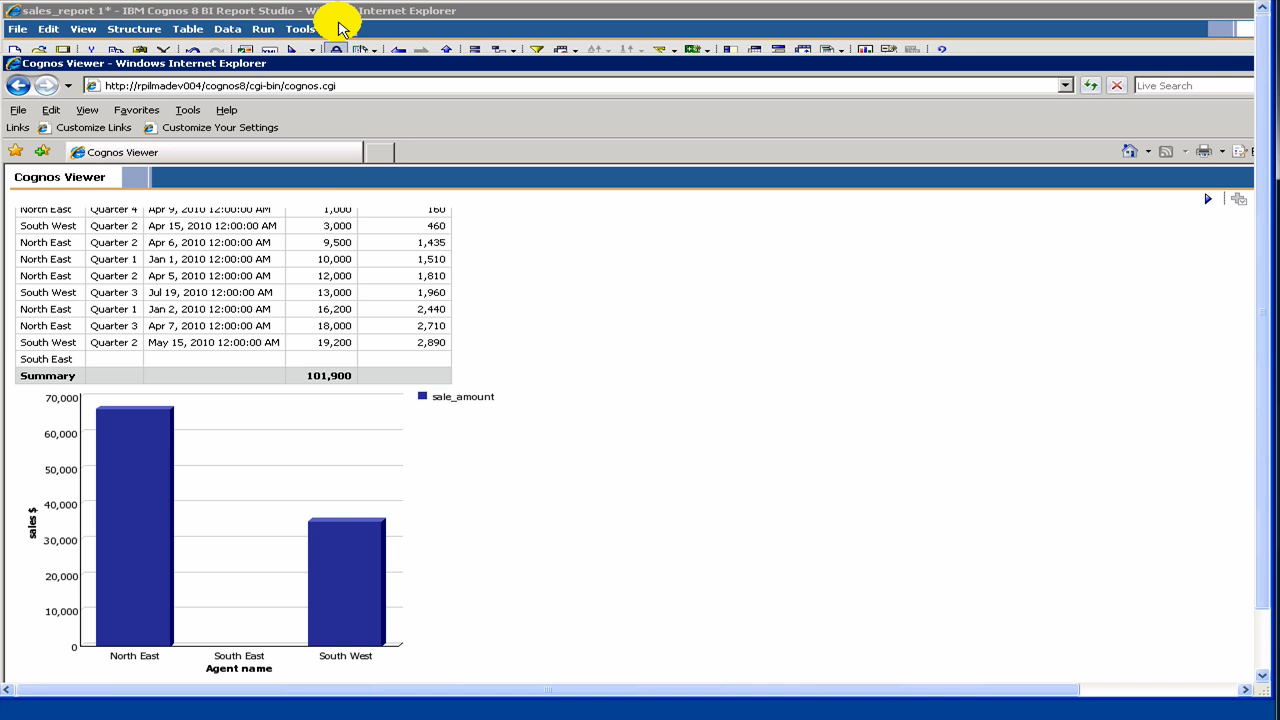 sales_report 1* - IBM Cognos 8 BI Report Studio - W Internet Explorer
File Edit View Structure Table Data Run Tools
Cognos Viewer - Windows Internet Explorer
http://rpilmadev004/cognos8/cgi-bin/cognos.cgi
Live Search
File Edit View Favorites Tools Help
Links Customize Links Customize Your Settings
Cognos Viewer
Cognos Viewer
North East Quarter 4 Apr 9, 2010 12:00:00 AM 1,000 160
South West Quarter 2 Apr 15, 2010 12:00:00 AM 3,000 460
North East Quarter 2 Apr 6, 2010 12:00:00 AM 9,500 1,435
North East Quarter 1 Jan 1, 2010 12:00:00 AM 10,000 1,510
North East Quarter 2 Apr 5, 2010 12:00:00 AM 12,000 1,810
South West Quarter 3 Jul 19, 2010 12:00:00 AM 13,000 1,960
North East Quarter 1 Jan 2, 2010 12:00:00 AM 16,200 2,440
North East Quarter 3 Apr 7, 2010 12:00:00 AM 18,000 2,710
South West Quarter 2 May 15, 2010 12:00:00 AM 19,200 2,890
South East
Summary 101,900
sale_amount
70,000
60,000
50,000
40,000
30,000
20,000
10,000
0
sales $
North East South East South West
Agent name